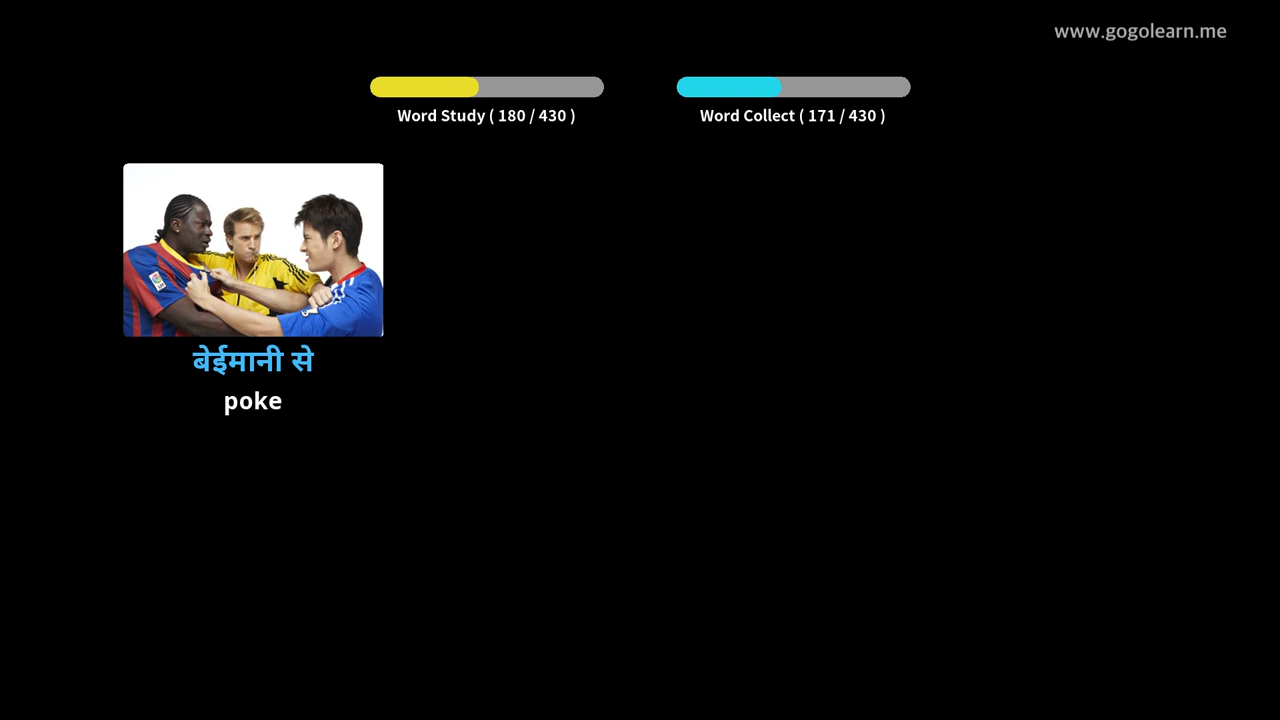 www.gogolearn.me
Word Study ( 180 / 430 )
Word Collect ( 171 / 430 )
बेईमानी से
poke